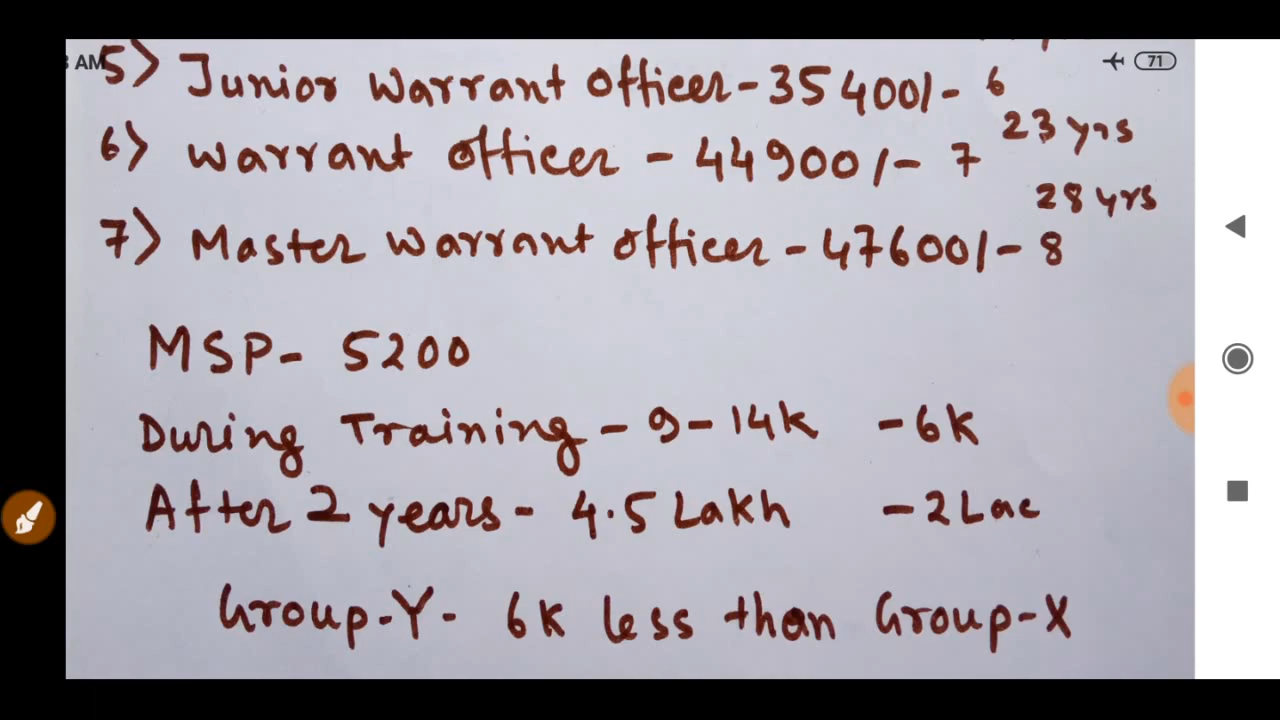 8 AM
71
5) Junior Warrant Officer - 35400/- 6
23 yrs
6) Warrant Officer - 44900/- 7
28 yrs
7) Master Warrant Officer - 47600/- 8
MSP - 5200
During Training - 9 - 14K - 6K
After 2 years - 4.5 Lakh - 2 Lac
Group-Y - 6K less than Group-X